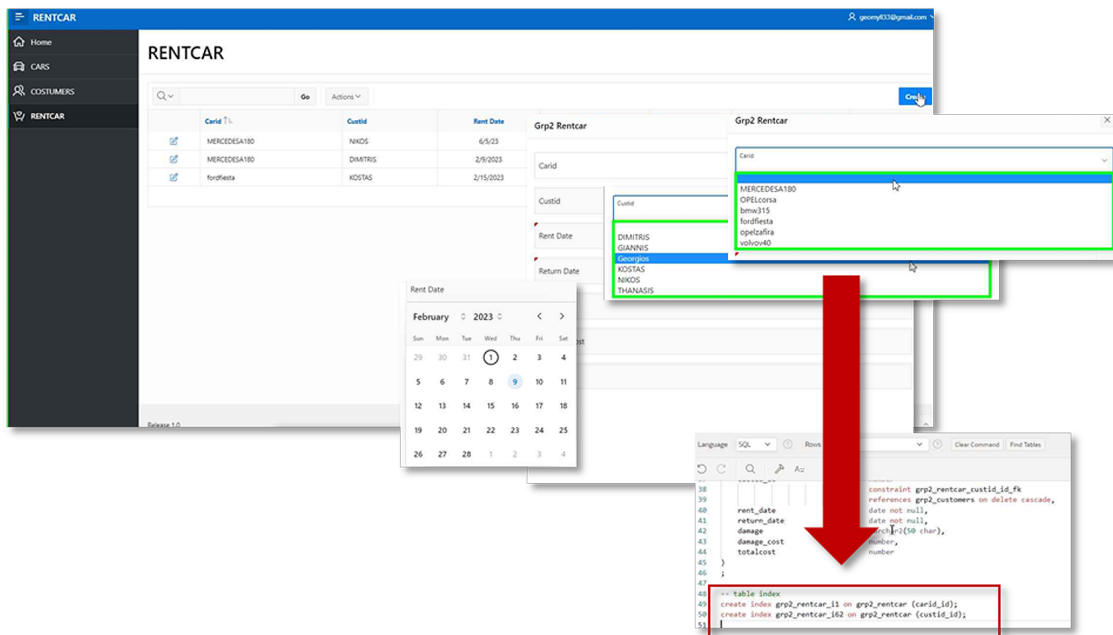 RENTCAR
geomyll33@gmail.com
Home
CARS
COSTUMERS
RENTCAR
RENTCAR
Go
Actions
Carid
Custid
Rent Date
MERCEDESA180
NIKOS
6/5/23
MERCEDESA180
DIMITRIS
2/9/2023
fordfiesta
KOSTAS
2/15/2023
Release 1.0
Grp2 Rentcar
Carid
Custid
Rent Date
Return Date
Custid
DIMITRIS
GIANNIS
Georgios
KOSTAS
NIKOS
THANASIS
Grp2 Rentcar
Carid
MERCEDESA180
OPELcorsa
bmw315
fordfiesta
opelzafira
volvov40
Rent Date
February 2023
Sun Mon Tue Wed Thu Fri Sat
29 30 31 1 2 3 4
5 6 7 8 9 10 11
12 13 14 15 16 17 18
19 20 21 22 23 24 25
26 27 28 1 2 3 4
Language SQL Rows Clear Command Find Tables
38 constraint grp2_rentcar_custid_id_fk
39 references grp2_customers on delete cascade,
40 rent_date date not null,
41 return_date date not null,
42 damage (50 char),
43 damage_cost number,
44 totalcost number
45 )
46 ;
47
48 -- table index
49 create index grp2_rentcar_i1 on grp2_rentcar (carid_id);
50 create index grp2_rentcar_i62 on grp2_rentcar (custid_id);
51